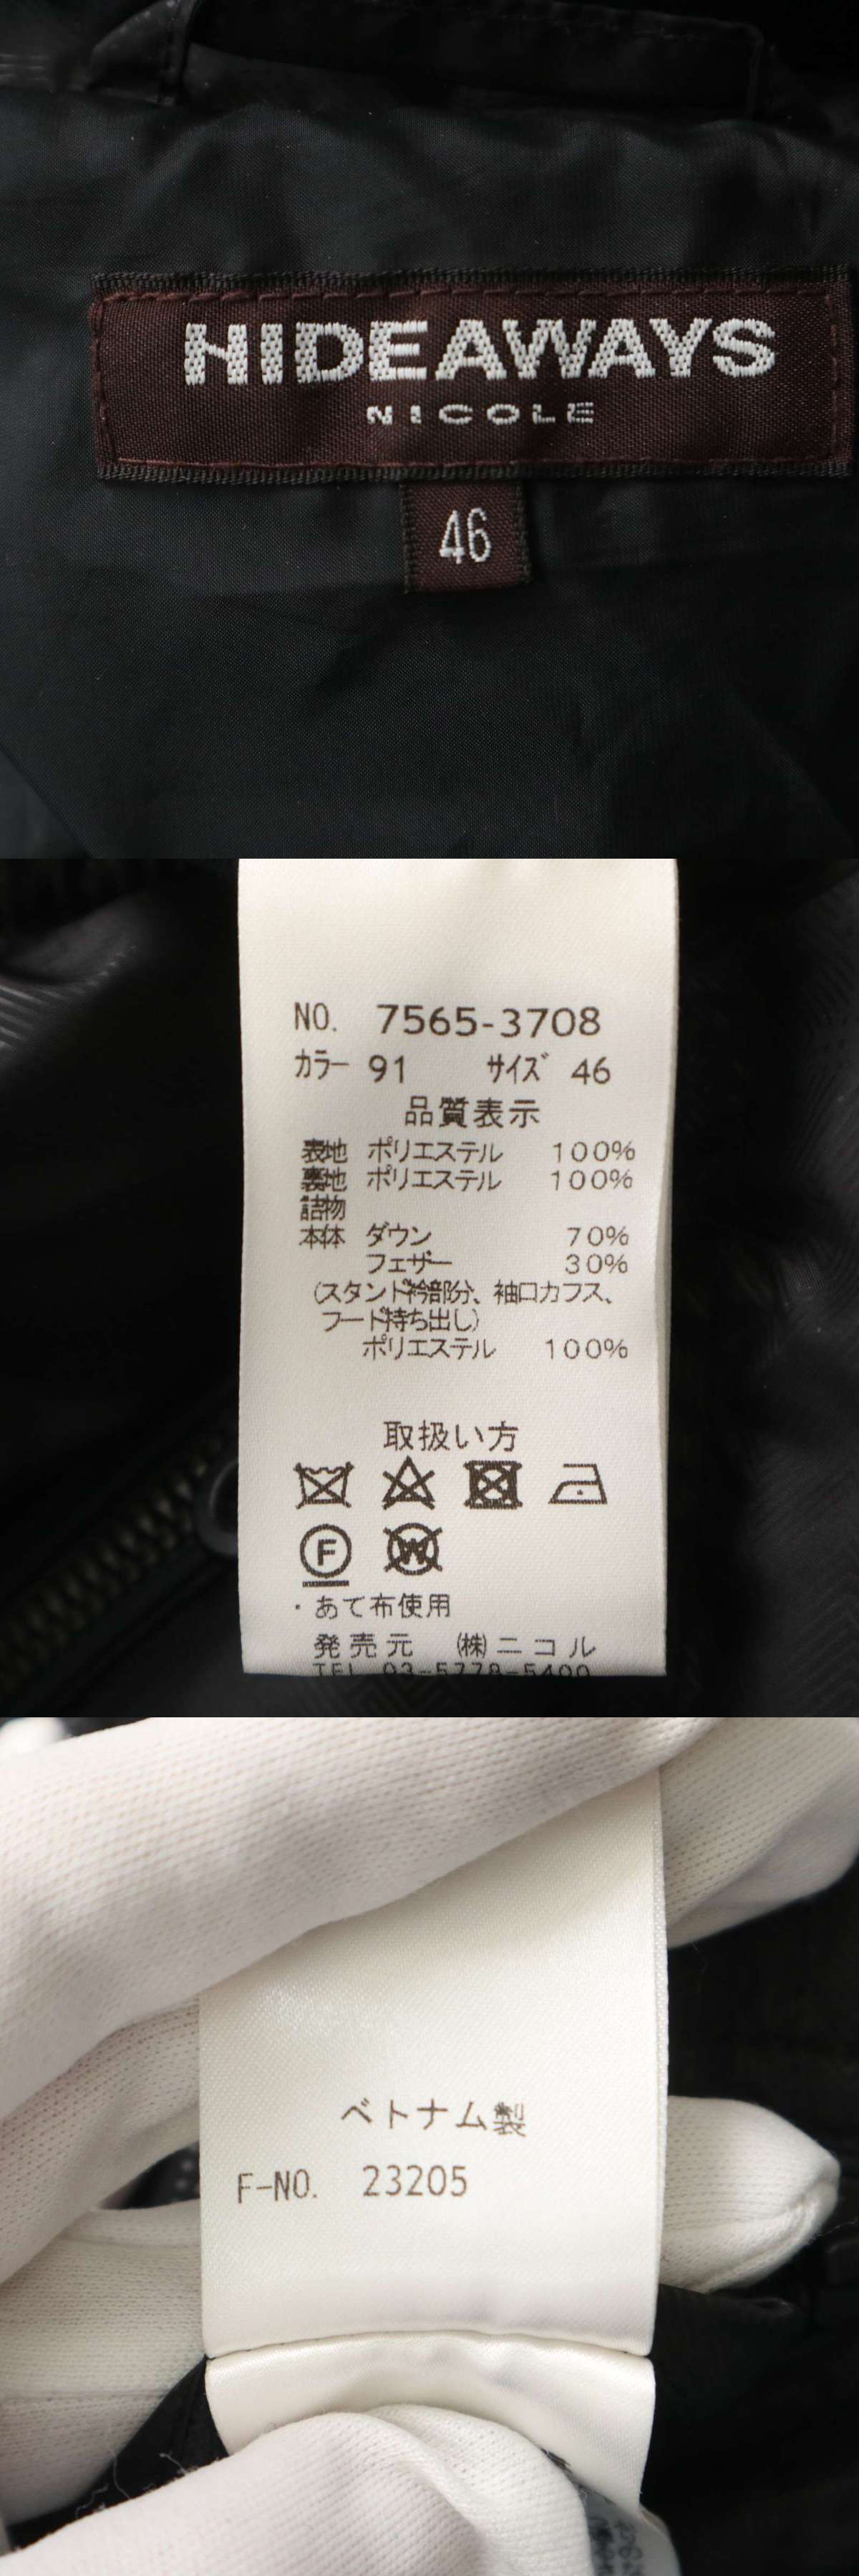 HIDEAWAYS
NICOLE
46
NO. 7565-3708
カラー 91 サイズ 46
品質表示
表地 ポリエステル 100%
裏地 ポリエステル 100%
詰物
本体 ダウン 70%
フェザー 30%
(スタンド衿部分、袖口カフス、
フード持ち出し)
ポリエステル 100%
取扱い方
F
W
・あて布使用
発売元 (株)ニコル
TEL 03-5778-5400
ベトナム製
F-NO. 23205